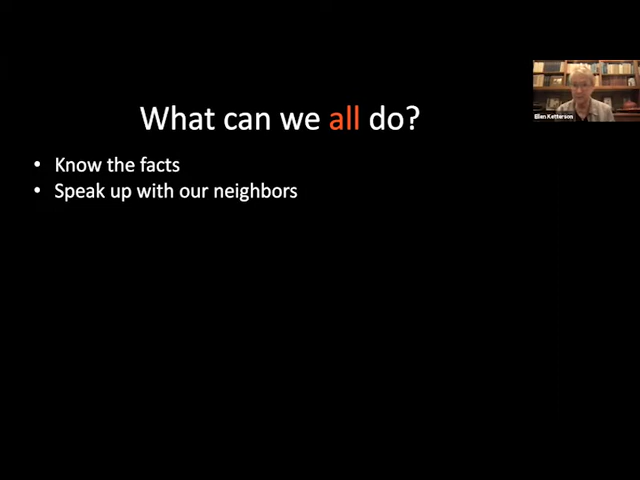 What can we all do?
• Know the facts
• Speak up with our neighbors
Ellen Ketterson